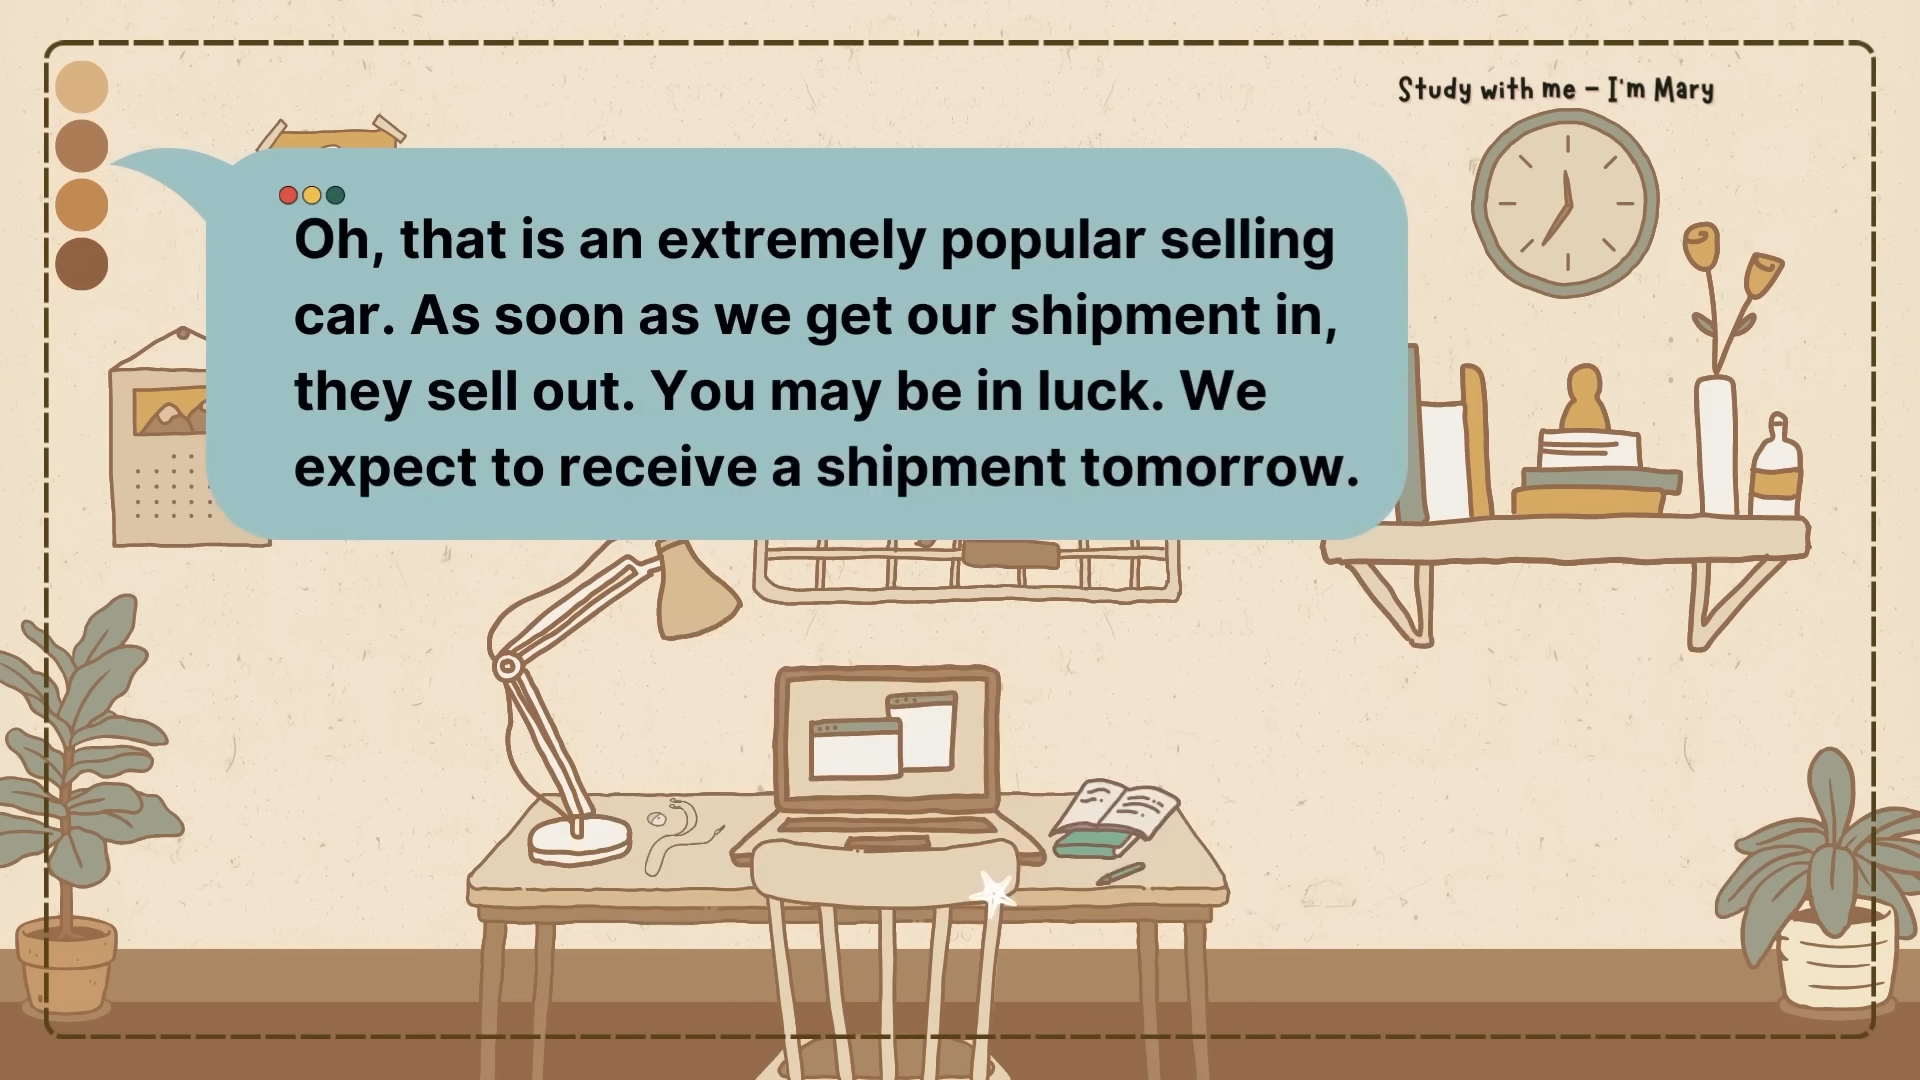 Study with me – I'm Mary
Oh, that is an extremely popular selling
car. As soon as we get our shipment in,
they sell out. You may be in luck. We
expect to receive a shipment tomorrow.